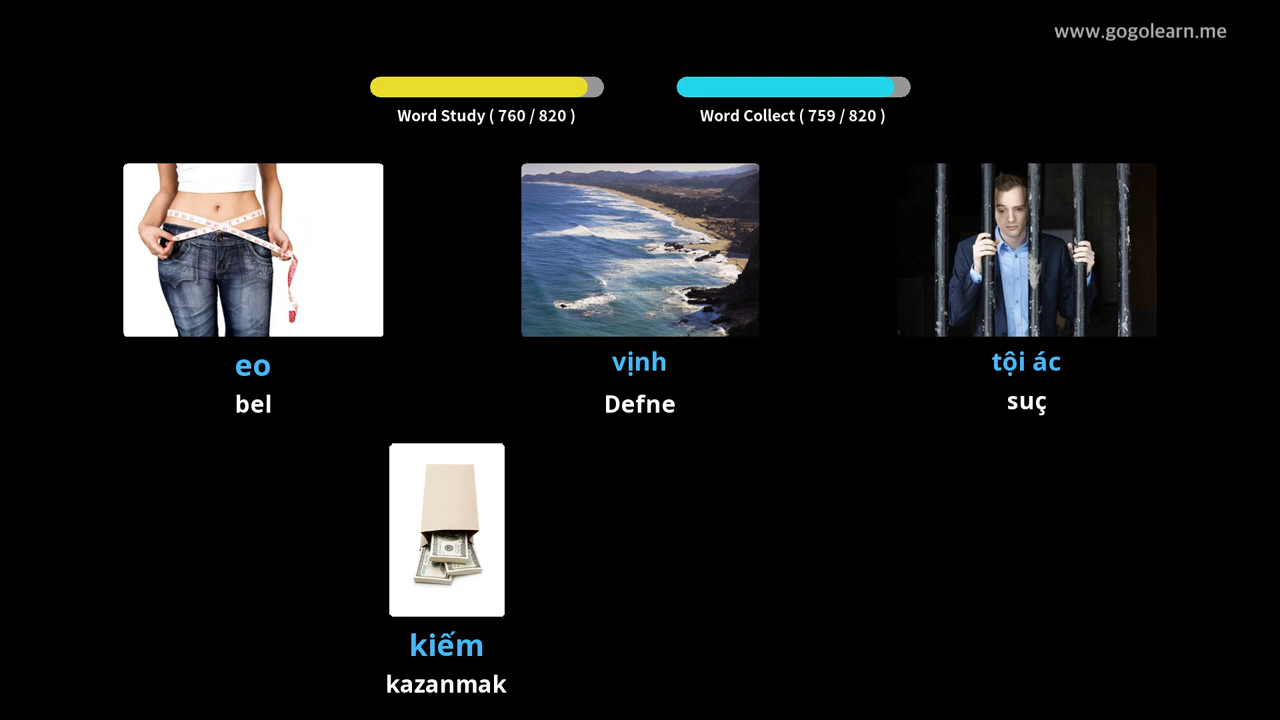 www.gogolearn.me
Word Study ( 760 / 820 )
Word Collect ( 759 / 820 )
eo
bel
vịnh
Defne
tội ác
suç
kiếm
kazanmak